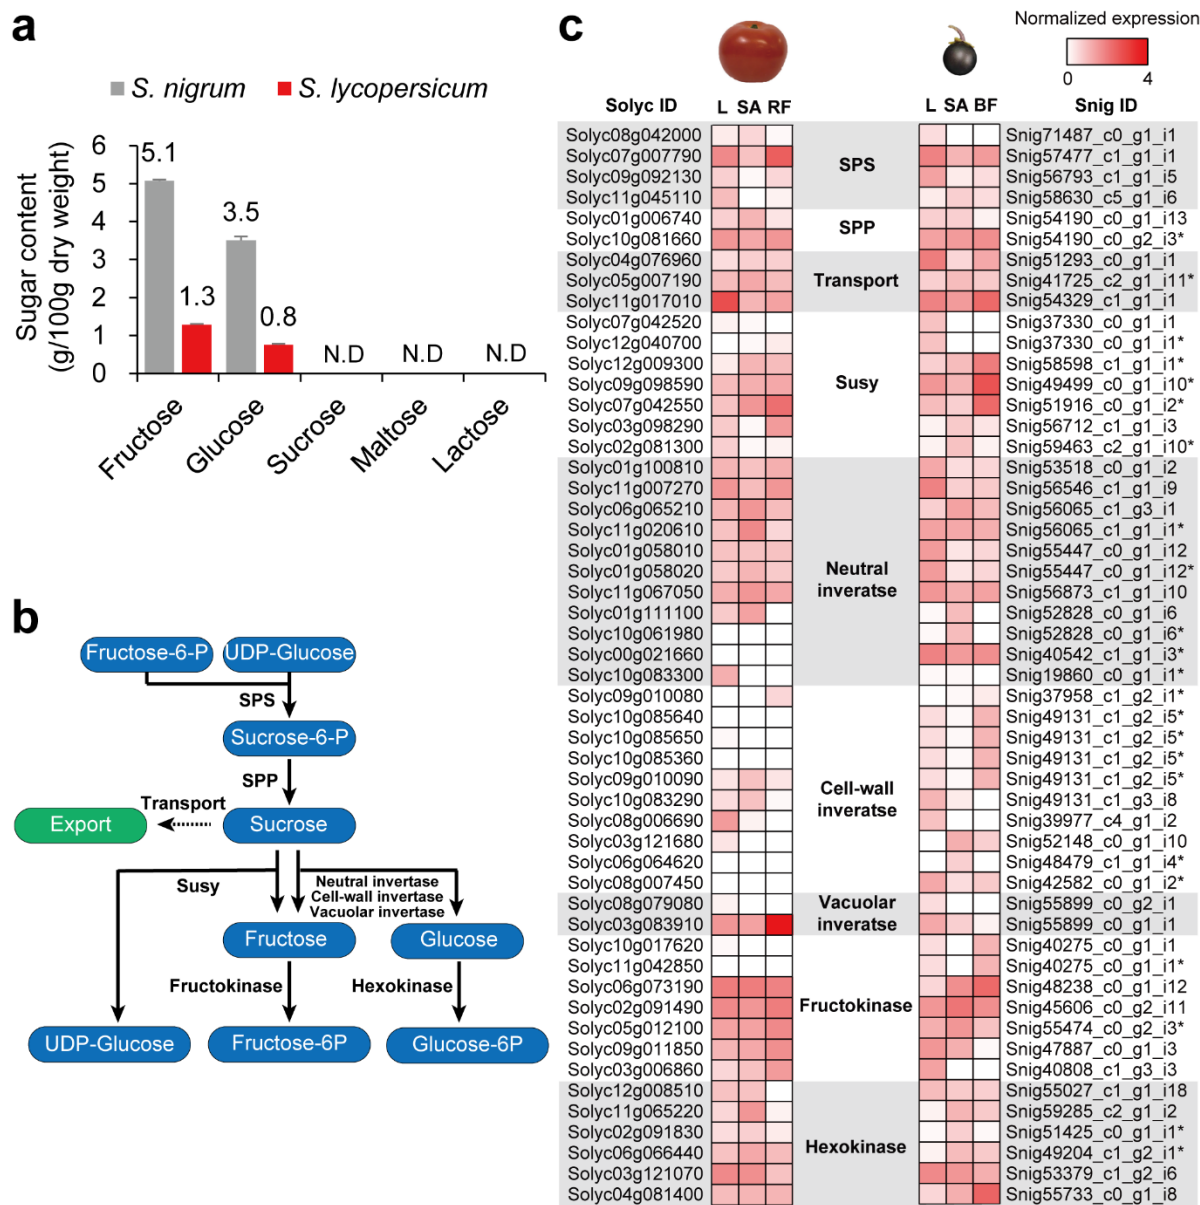 a
S. nigrum
S. lycopersicum
Sugar content
(g/100g dry weight)
6
5
4
3
2
1
0
5.1
1.3
3.5
0.8
N.D
N.D
N.D
Fructose
Glucose
Sucrose
Maltose
Lactose
b
Fructose-6-P
UDP-Glucose
SPS
Sucrose-6-P
SPP
Transport
Export
Sucrose
Susy
Neutral invertase
Cell-wall invertase
Vacuolar invertase
Fructose
Glucose
Fructokinase
Hexokinase
UDP-Glucose
Fructose-6P
Glucose-6P
c
Normalized expression
0
4
Solyc ID L SA RF L SA BF Snig ID
Solyc08g042000 Snig71487_c0_g1_i1
Solyc07g007790 Snig57477_c1_g1_i1
SPS
Solyc09g092130 Snig56793_c1_g1_i5
Solyc11g045110 Snig58630_c5_g1_i6
Solyc01g006740 Snig54190_c0_g1_i13
SPP
Solyc10g081660 Snig54190_c0_g2_i3*
Solyc04g076960 Snig51293_c0_g1_i1
Solyc05g007190 Transport Snig41725_c2_g1_i11*
Solyc11g017010 Snig54329_c1_g1_i1
Solyc07g042520 Snig37330_c0_g1_i1
Solyc12g040700 Snig37330_c0_g1_i1*
Solyc12g009300 Snig58598_c1_g1_i1*
Solyc09g098590 Susy Snig49499_c0_g1_i10*
Solyc07g042550 Snig51916_c0_g1_i2*
Solyc03g098290 Snig56712_c1_g1_i3
Solyc02g081300 Snig59463_c2_g1_i10*
Solyc01g100810 Snig53518_c0_g1_i2
Solyc11g007270 Snig56546_c1_g1_i9
Solyc06g065210 Snig56065_c1_g3_i1
Solyc11g020610 Snig56065_c1_g1_i1*
Solyc01g058010 Snig55447_c0_g1_i12
Solyc01g058020 Neutral Snig55447_c0_g1_i12*
Solyc11g067050 inveratse Snig56873_c1_g1_i10
Solyc01g111100 Snig52828_c0_g1_i6
Solyc10g061980 Snig52828_c0_g1_i6*
Solyc00g021660 Snig40542_c1_g1_i3*
Solyc10g083300 Snig19860_c0_g1_i1*
Solyc09g010080 Snig37958_c1_g2_i1*
Solyc10g085640 Snig49131_c1_g2_i5*
Solyc10g085650 Snig49131_c1_g2_i5*
Solyc10g085360 Snig49131_c1_g2_i5*
Solyc09g010090 Cell-wall Snig49131_c1_g2_i5*
Solyc10g083290 inveratse Snig49131_c1_g3_i8
Solyc08g006690 Snig39977_c4_g1_i2
Solyc03g121680 Snig52148_c0_g1_i10
Solyc06g064620 Snig48479_c1_g1_i4*
Solyc08g007450 Snig42582_c0_g1_i2*
Solyc08g079080 Vacuolar Snig55899_c0_g2_i1
Solyc03g083910 inveratse Snig55899_c0_g1_i1
Solyc10g017620 Snig40275_c0_g1_i1
Solyc11g042850 Snig40275_c0_g1_i1*
Solyc06g073190 Snig48238_c0_g1_i12
Solyc02g091490 Fructokinase Snig45606_c0_g2_i11
Solyc05g012100 Snig55474_c0_g2_i3*
Solyc09g011850 Snig47887_c0_g1_i3
Solyc03g006860 Snig40808_c1_g3_i3
Solyc12g008510 Snig55027_c1_g1_i18
Solyc11g065220 Snig59285_c2_g1_i2
Solyc02g091830 Hexokinase Snig51425_c0_g1_i1*
Solyc06g066440 Snig49204_c1_g2_i1*
Solyc03g121070 Snig53379_c1_g2_i6
Solyc04g081400 Snig55733_c0_g1_i8